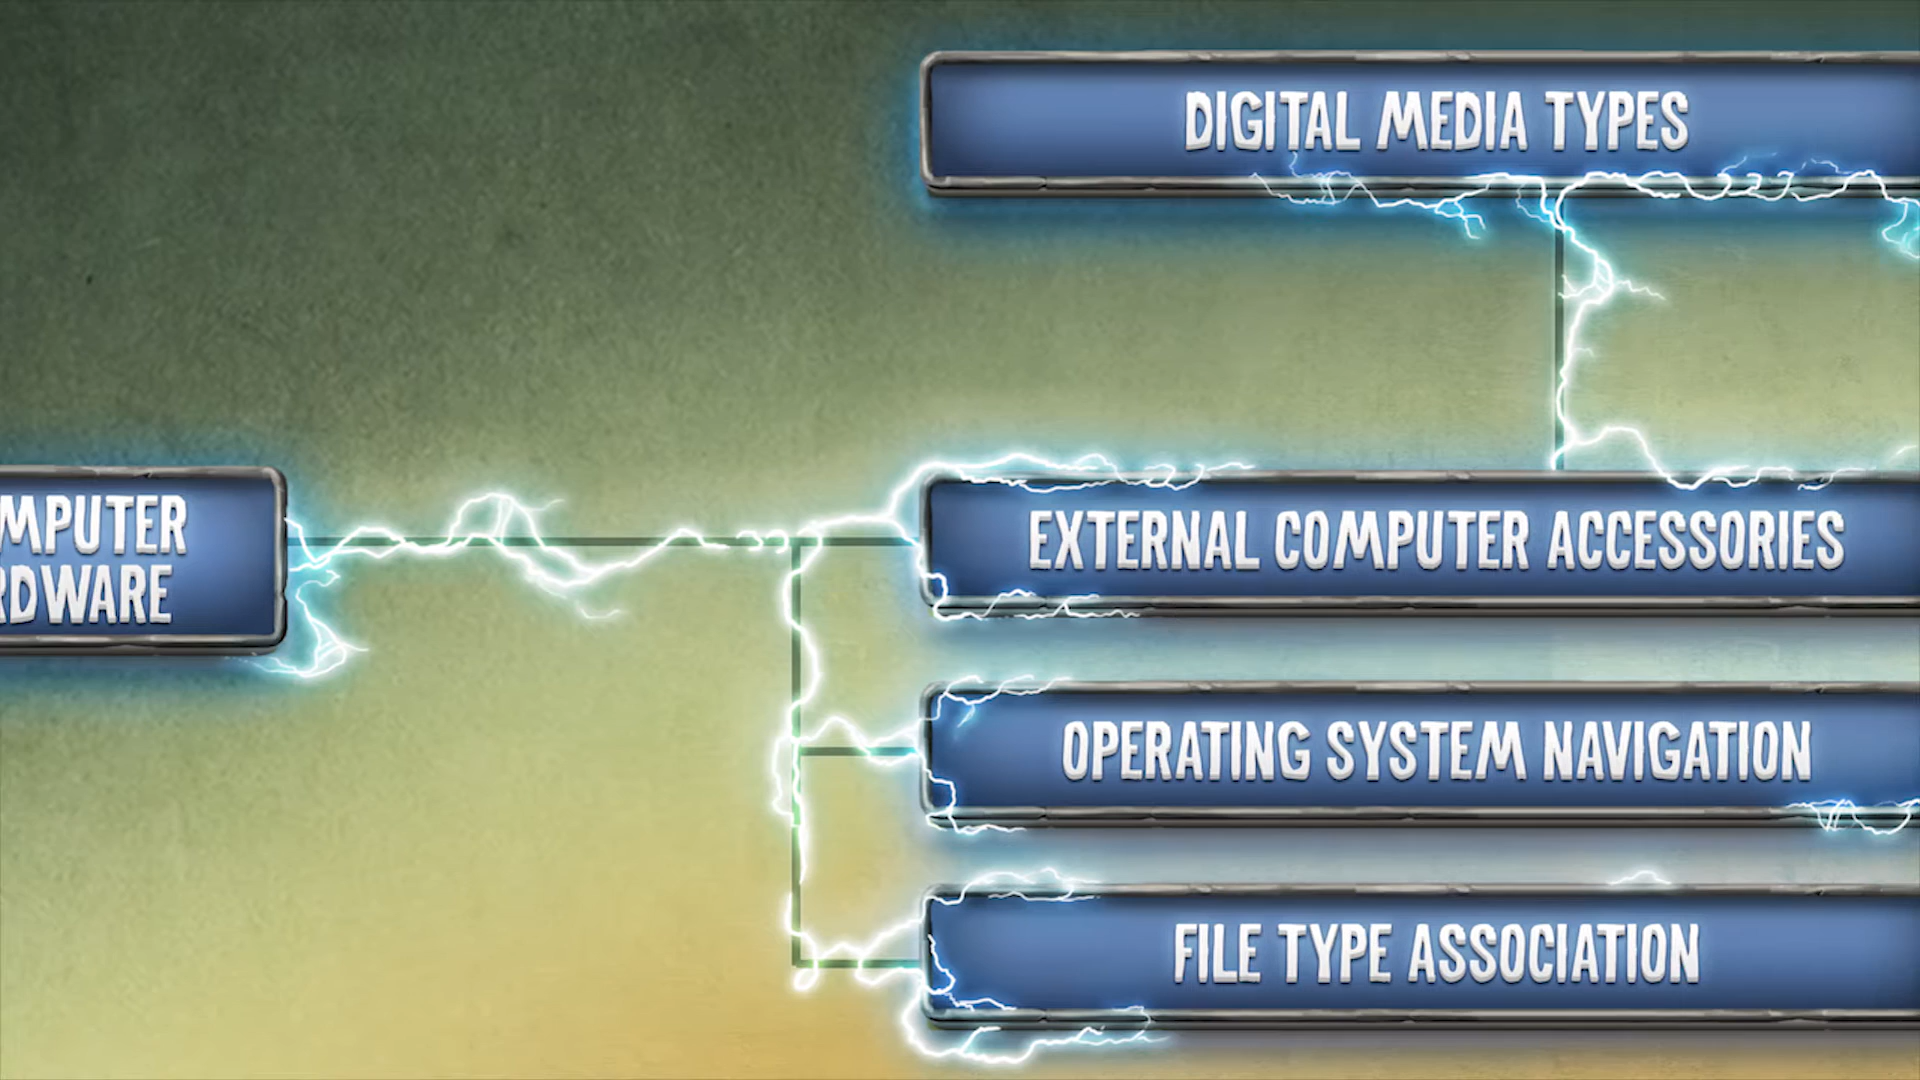 DIGITAL MEDIA TYPES
MPUTER
RDWARE
EXTERNAL COMPUTER ACCESSORIES
OPERATING SYSTEM NAVIGATION
FILE TYPE ASSOCIATION